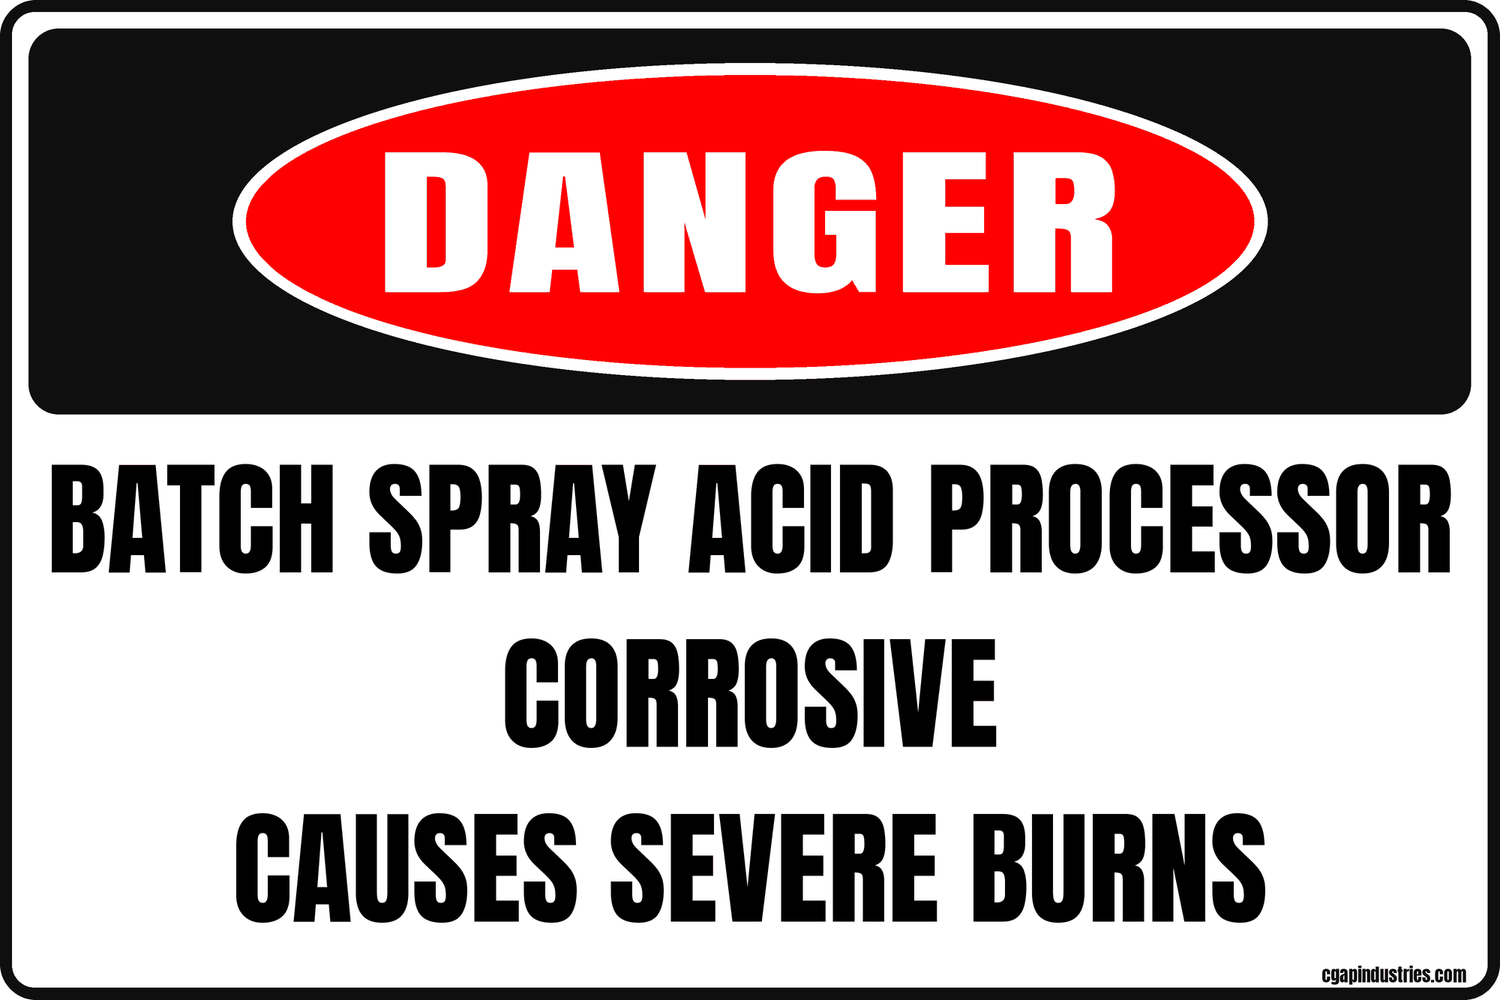 DANGER
BATCH SPRAY ACID PROCESSOR
CORROSIVE
CAUSES SEVERE BURNS
cgapindustries.com